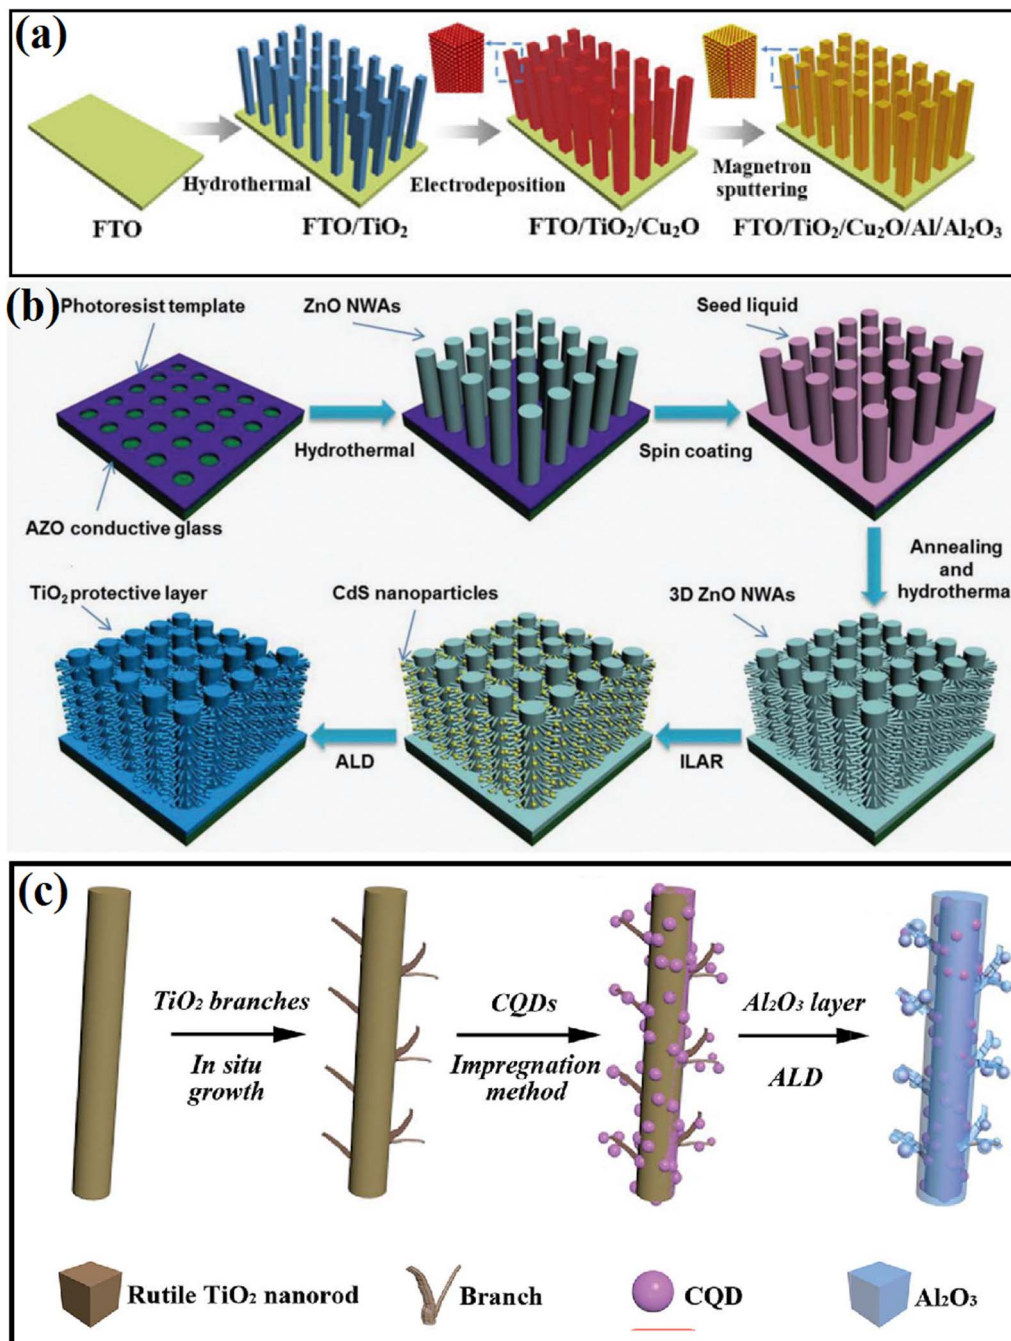 (a)
Hydrothermal
Electrodeposition
Magnetron
sputtering
FTO
FTO/TiO₂
FTO/TiO₂/Cu₂O
FTO/TiO₂/Cu₂O/Al/Al₂O₃
(b)
Photoresist template
ZnO NWAs
Seed liquid
Hydrothermal
Spin coating
AZO conductive glass
Annealing
and
hydrotherma
TiO₂ protective layer
CdS nanoparticles
3D ZnO NWAs
ALD
ILAR
(c)
TiO₂ branches
In situ
growth
CQDs
Impregnation
method
Al₂O₃ layer
ALD
Rutile TiO₂ nanorod
Branch
CQD
Al₂O₃